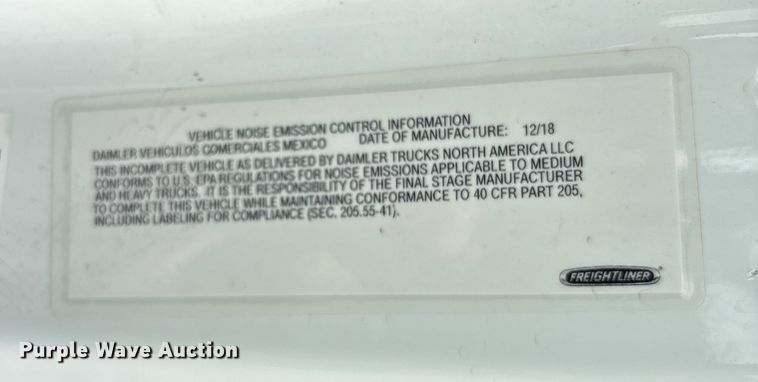 VEHICLE NOISE EMISSION CONTROL INFORMATION
DAIMLER VEHICULOS COMERCIALES MEXICO DATE OF MANUFACTURE: 12/18
THIS INCOMPLETE VEHICLE AS DELIVERED BY DAIMLER TRUCKS NORTH AMERICA LLC
CONFORMS TO U.S. EPA REGULATIONS FOR NOISE EMISSIONS APPLICABLE TO MEDIUM
AND HEAVY TRUCKS. IT IS THE RESPONSIBILITY OF THE FINAL STAGE MANUFACTURER
TO COMPLETE THIS VEHICLE WHILE MAINTAINING CONFORMANCE TO 40 CFR PART 205,
INCLUDING LABELING FOR COMPLIANCE (SEC. 205.55-41).
FREIGHTLINER
Purple Wave Auction